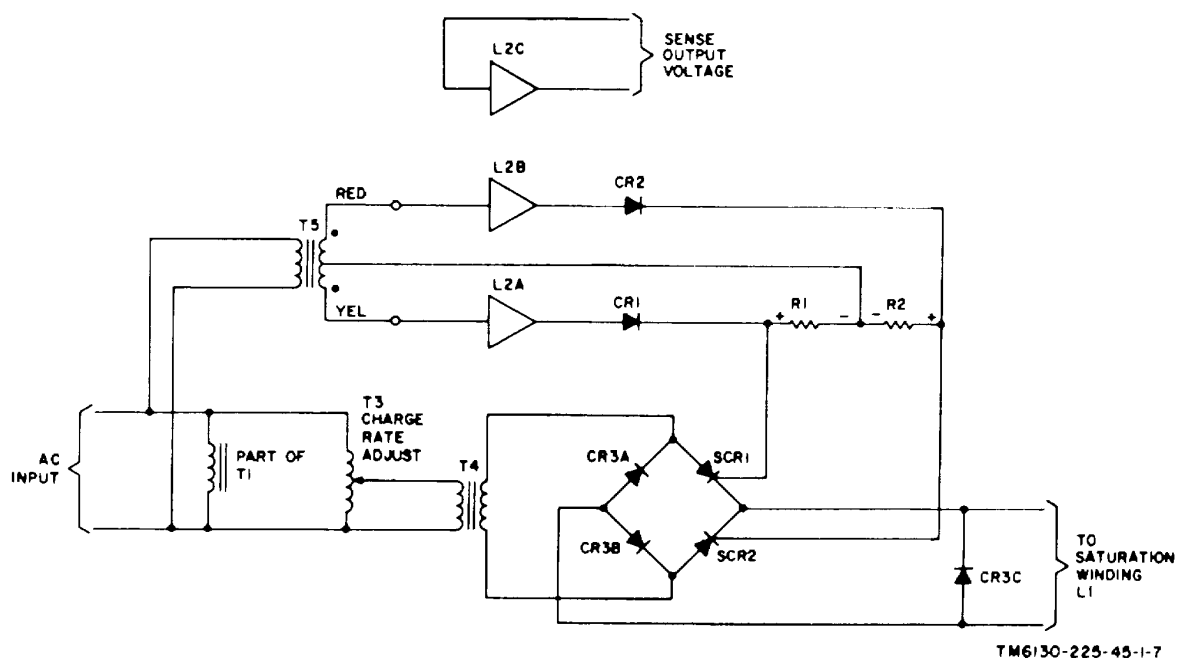 L2C
SENSE
OUTPUT
VOLTAGE
L2B
CR2
RED
T5
L2A
CR1
YEL
+ R1 - - R2 +
T3
CHARGE
RATE
ADJUST
AC
INPUT
PART OF
T1
T4
CR3A
SCR1
CR3B
SCR2
CR3C
TO
SATURATION
WINDING
L1
TM6130-225-45-1-7